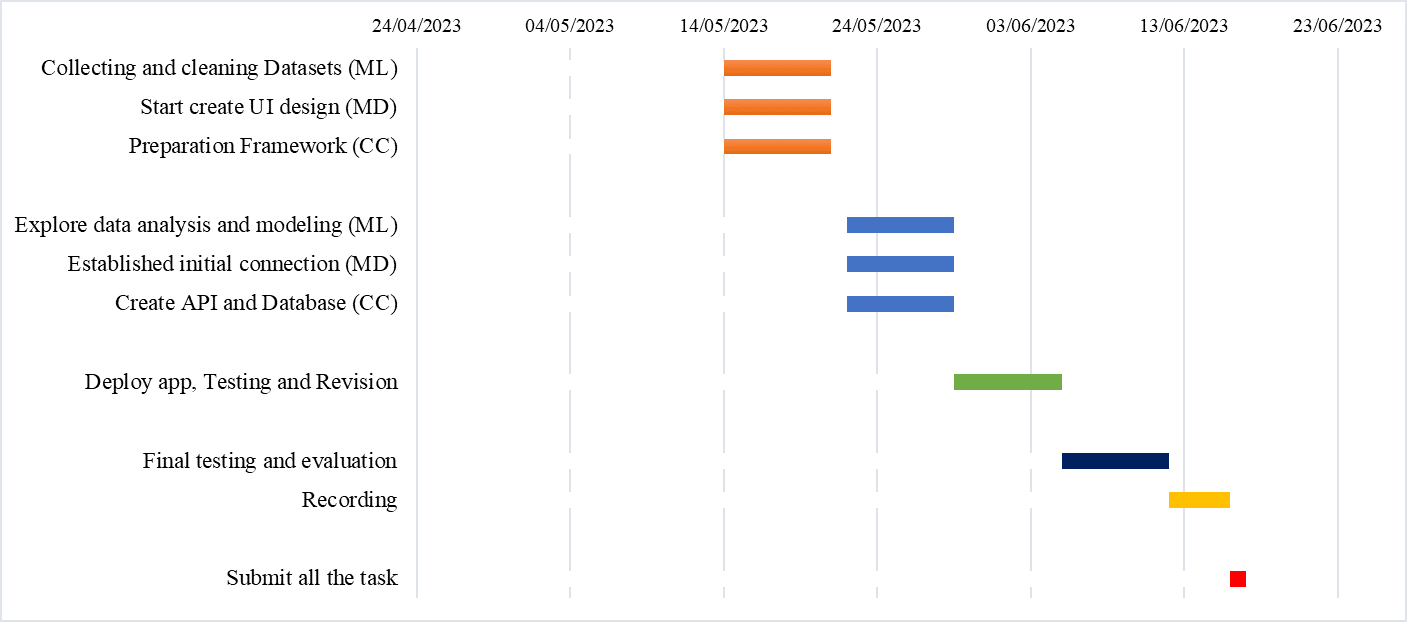 24/04/2023 04/05/2023 14/05/2023 24/05/2023 03/06/2023 13/06/2023 23/06/2023
Collecting and cleaning Datasets (ML)
Start create UI design (MD)
Preparation Framework (CC)
Explore data analysis and modeling (ML)
Established initial connection (MD)
Create API and Database (CC)
Deploy app, Testing and Revision
Final testing and evaluation
Recording
Submit all the task